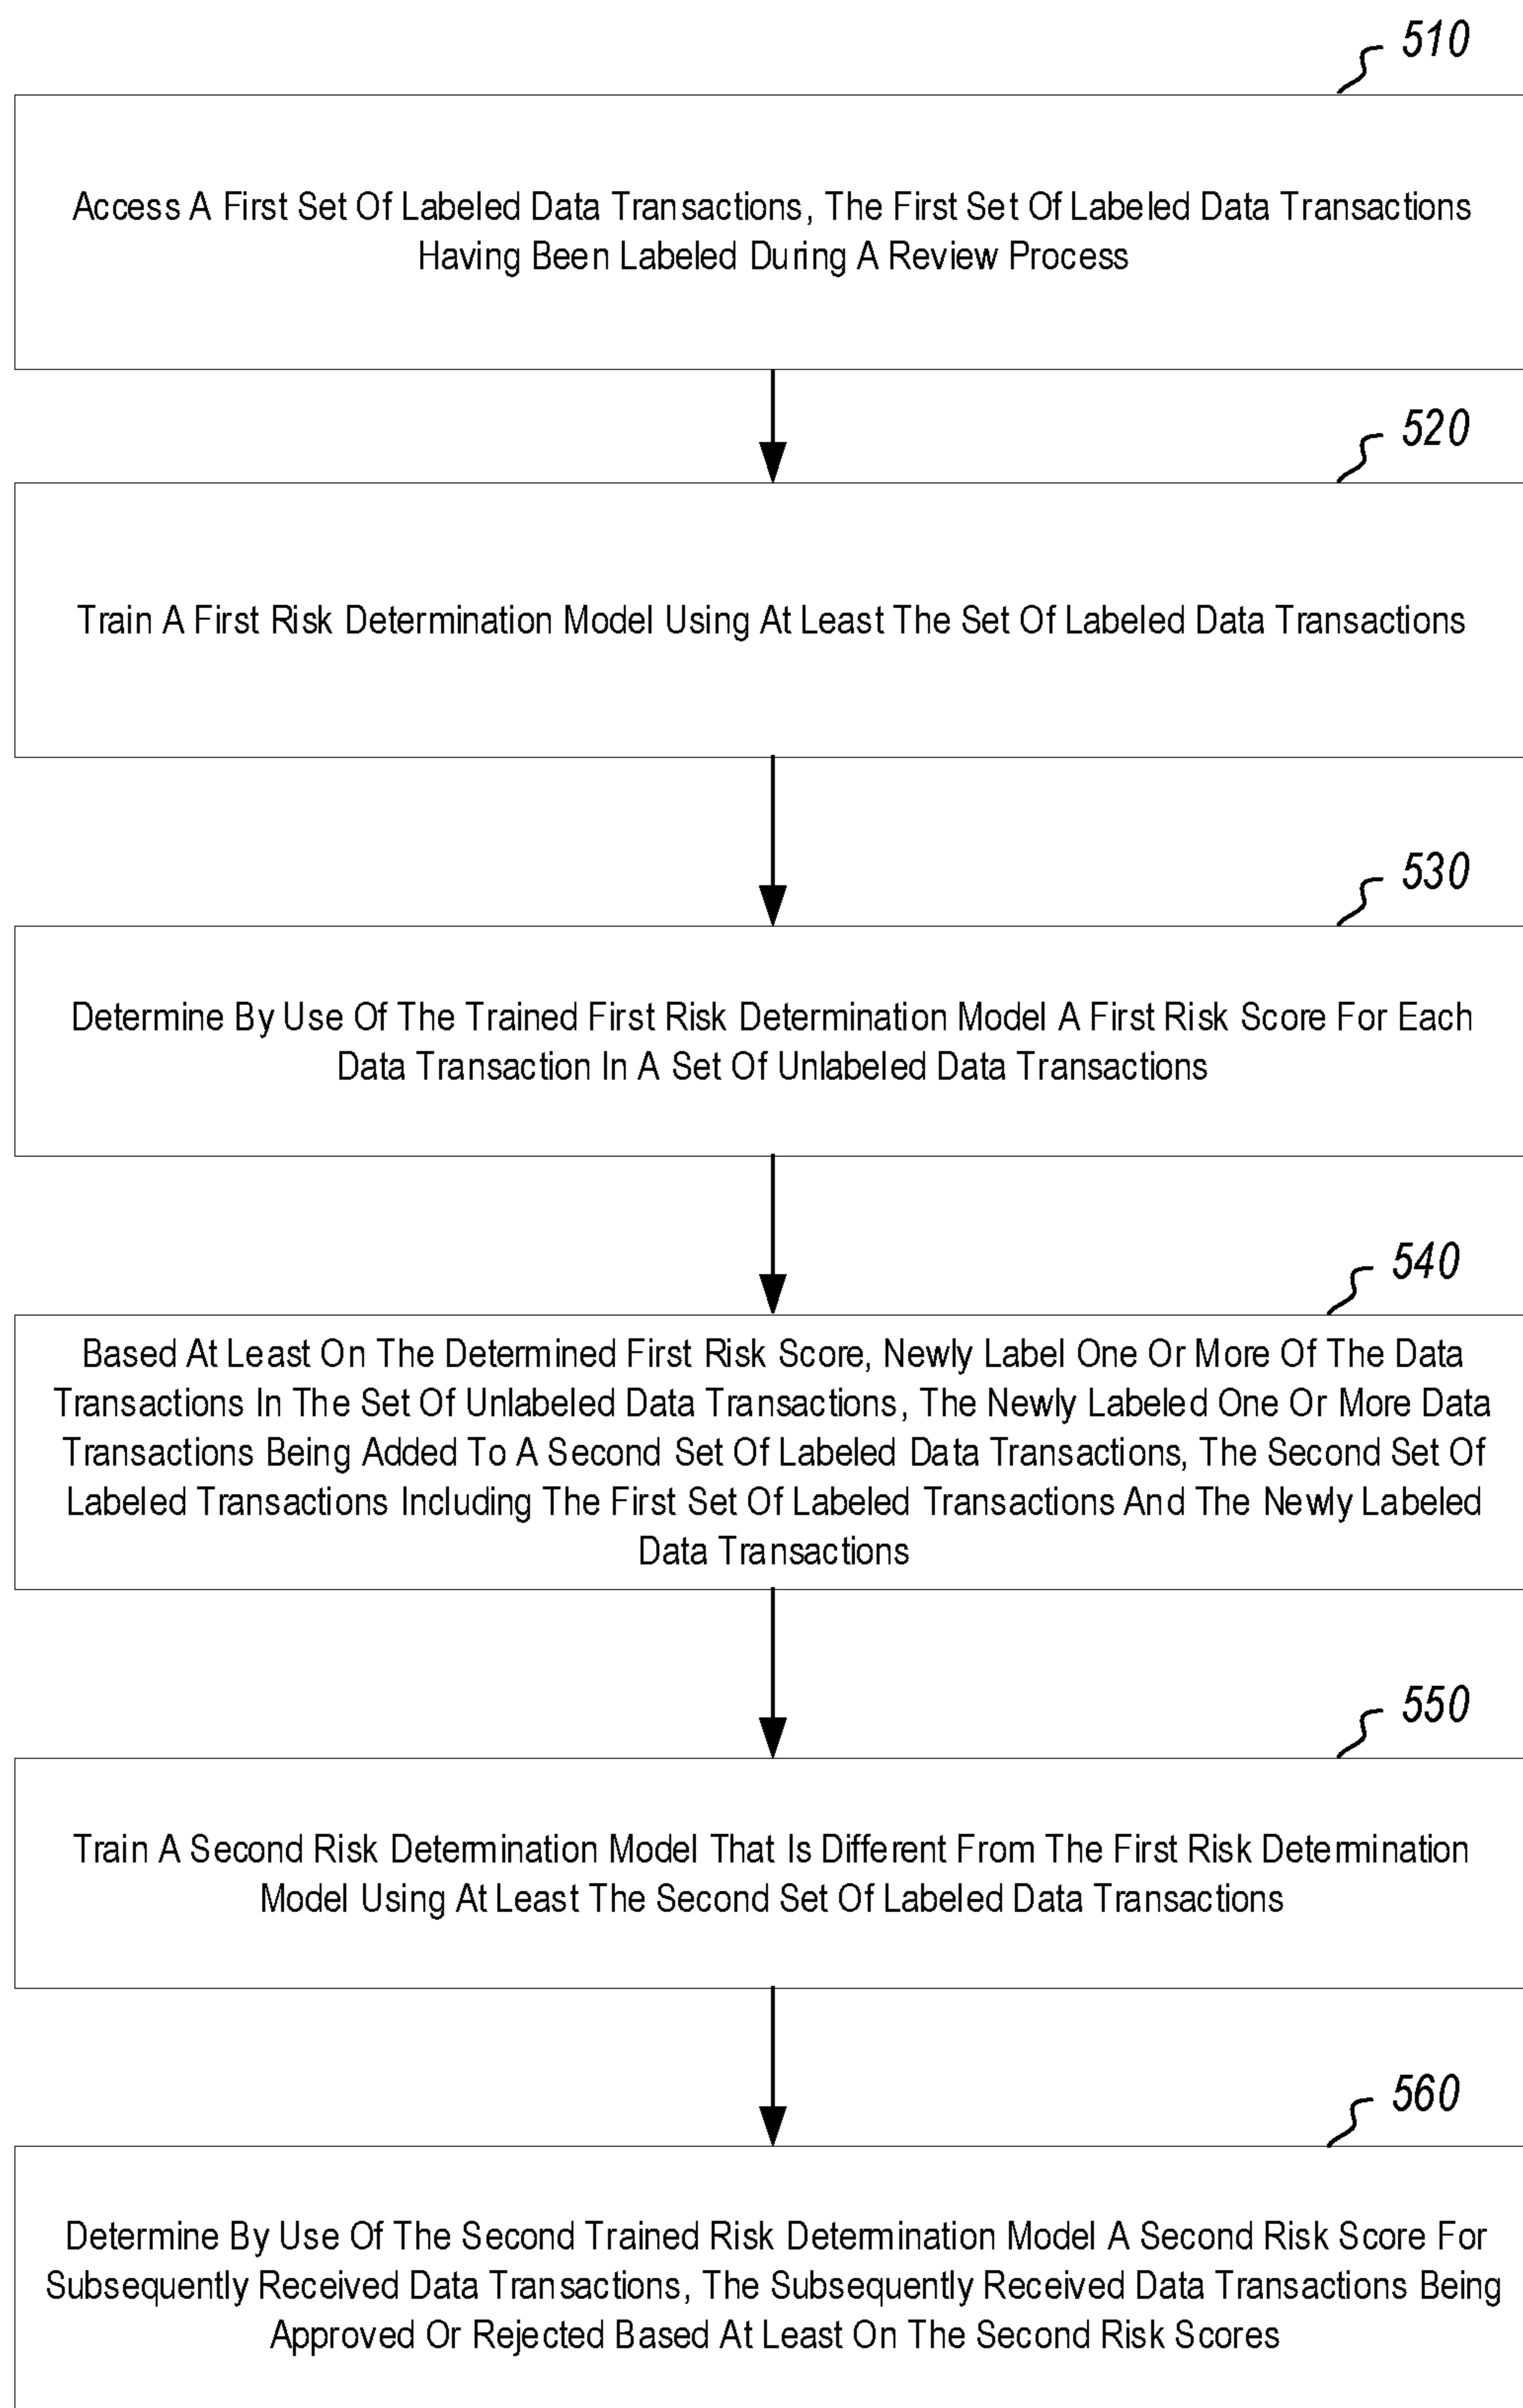 510
Access A First Set Of Labeled Data Transactions, The First Set Of Labeled Data Transactions
Having Been Labeled During A Review Process
520
Train A First Risk Determination Model Using At Least The Set Of Labeled Data Transactions
530
Determine By Use Of The Trained First Risk Determination Model A First Risk Score For Each
Data Transaction In A Set Of Unlabeled Data Transactions
540
Based At Least On The Determined First Risk Score, Newly Label One Or More Of The Data
Transactions In The Set Of Unlabeled Data Transactions, The Newly Labeled One Or More Data
Transactions Being Added To A Second Set Of Labeled Data Transactions, The Second Set Of
Labeled Transactions Including The First Set Of Labeled Transactions And The Newly Labeled
Data Transactions
550
Train A Second Risk Determination Model That Is Different From The First Risk Determination
Model Using At Least The Second Set Of Labeled Data Transactions
560
Determine By Use Of The Second Trained Risk Determination Model A Second Risk Score For
Subsequently Received Data Transactions, The Subsequently Received Data Transactions Being
Approved Or Rejected Based At Least On The Second Risk Scores